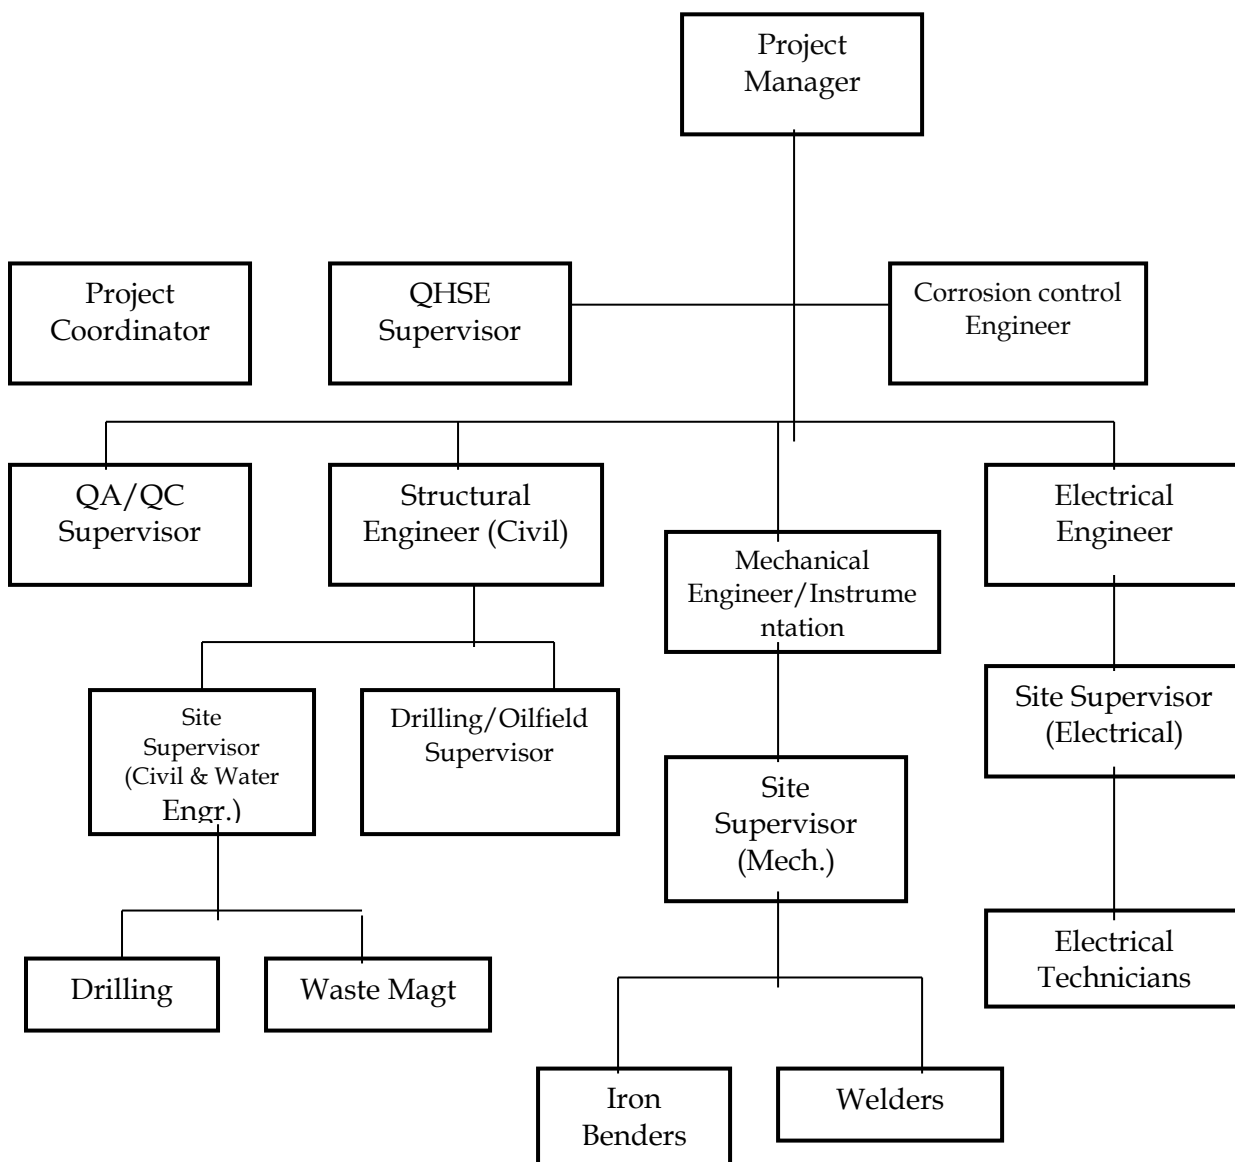 Project
Manager
Project
Coordinator
QHSE
Supervisor
Corrosion control
Engineer
QA/QC
Supervisor
Structural
Engineer (Civil)
Mechanical
Engineer/Instrume
ntation
Electrical
Engineer
Site
Supervisor
(Civil & Water
Engr.)
Drilling/Oilfield
Supervisor
Site
Supervisor
(Mech.)
Site Supervisor
(Electrical)
Drilling
Waste Magt
Electrical
Technicians
Iron
Benders
Welders